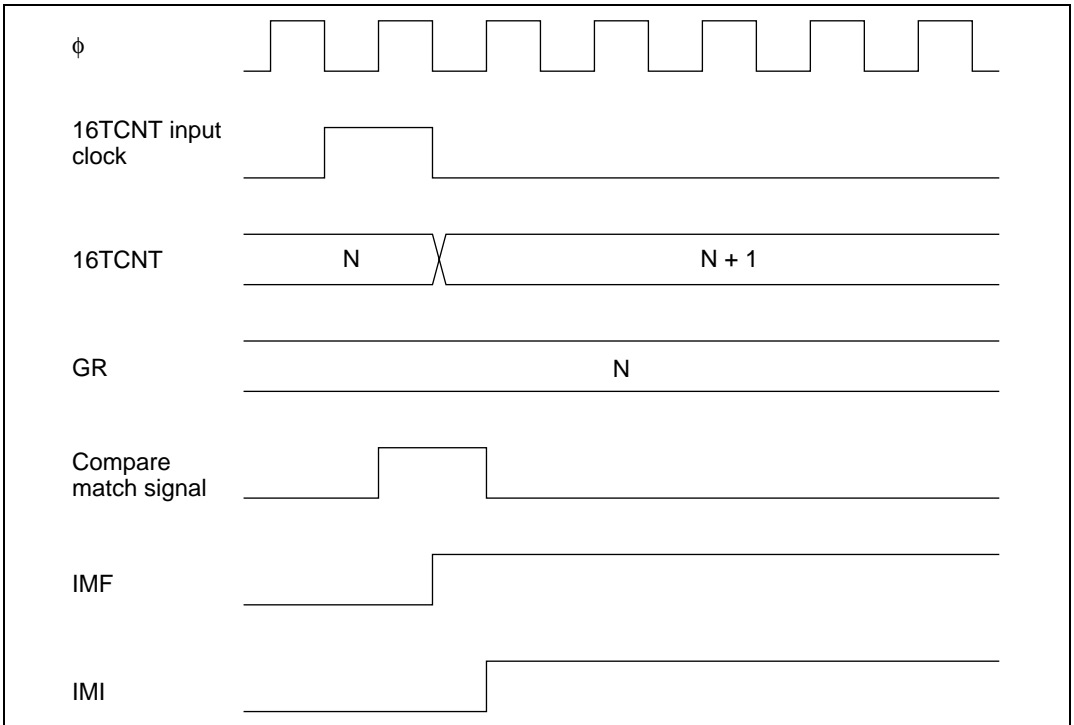 ϕ
16TCNT input
clock
16TCNT
N
N + 1
GR
N
Compare
match signal
IMF
IMI